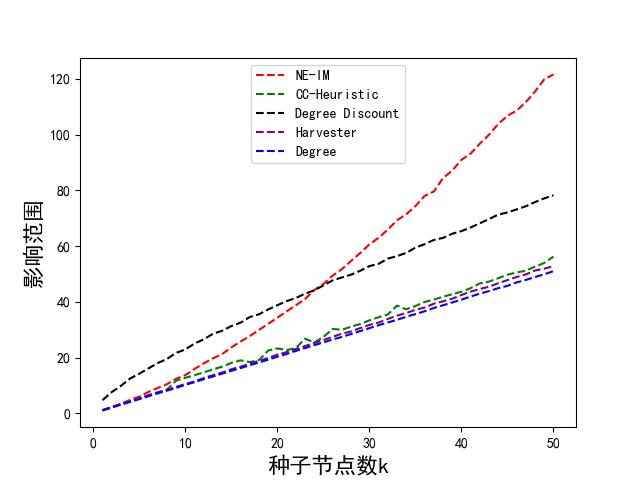 NE-IM
CC-Heuristic
Degree Discount
Harvester
Degree
影响范围
120
100
80
60
40
20
0
0 10 20 30 40 50
种子节点数k